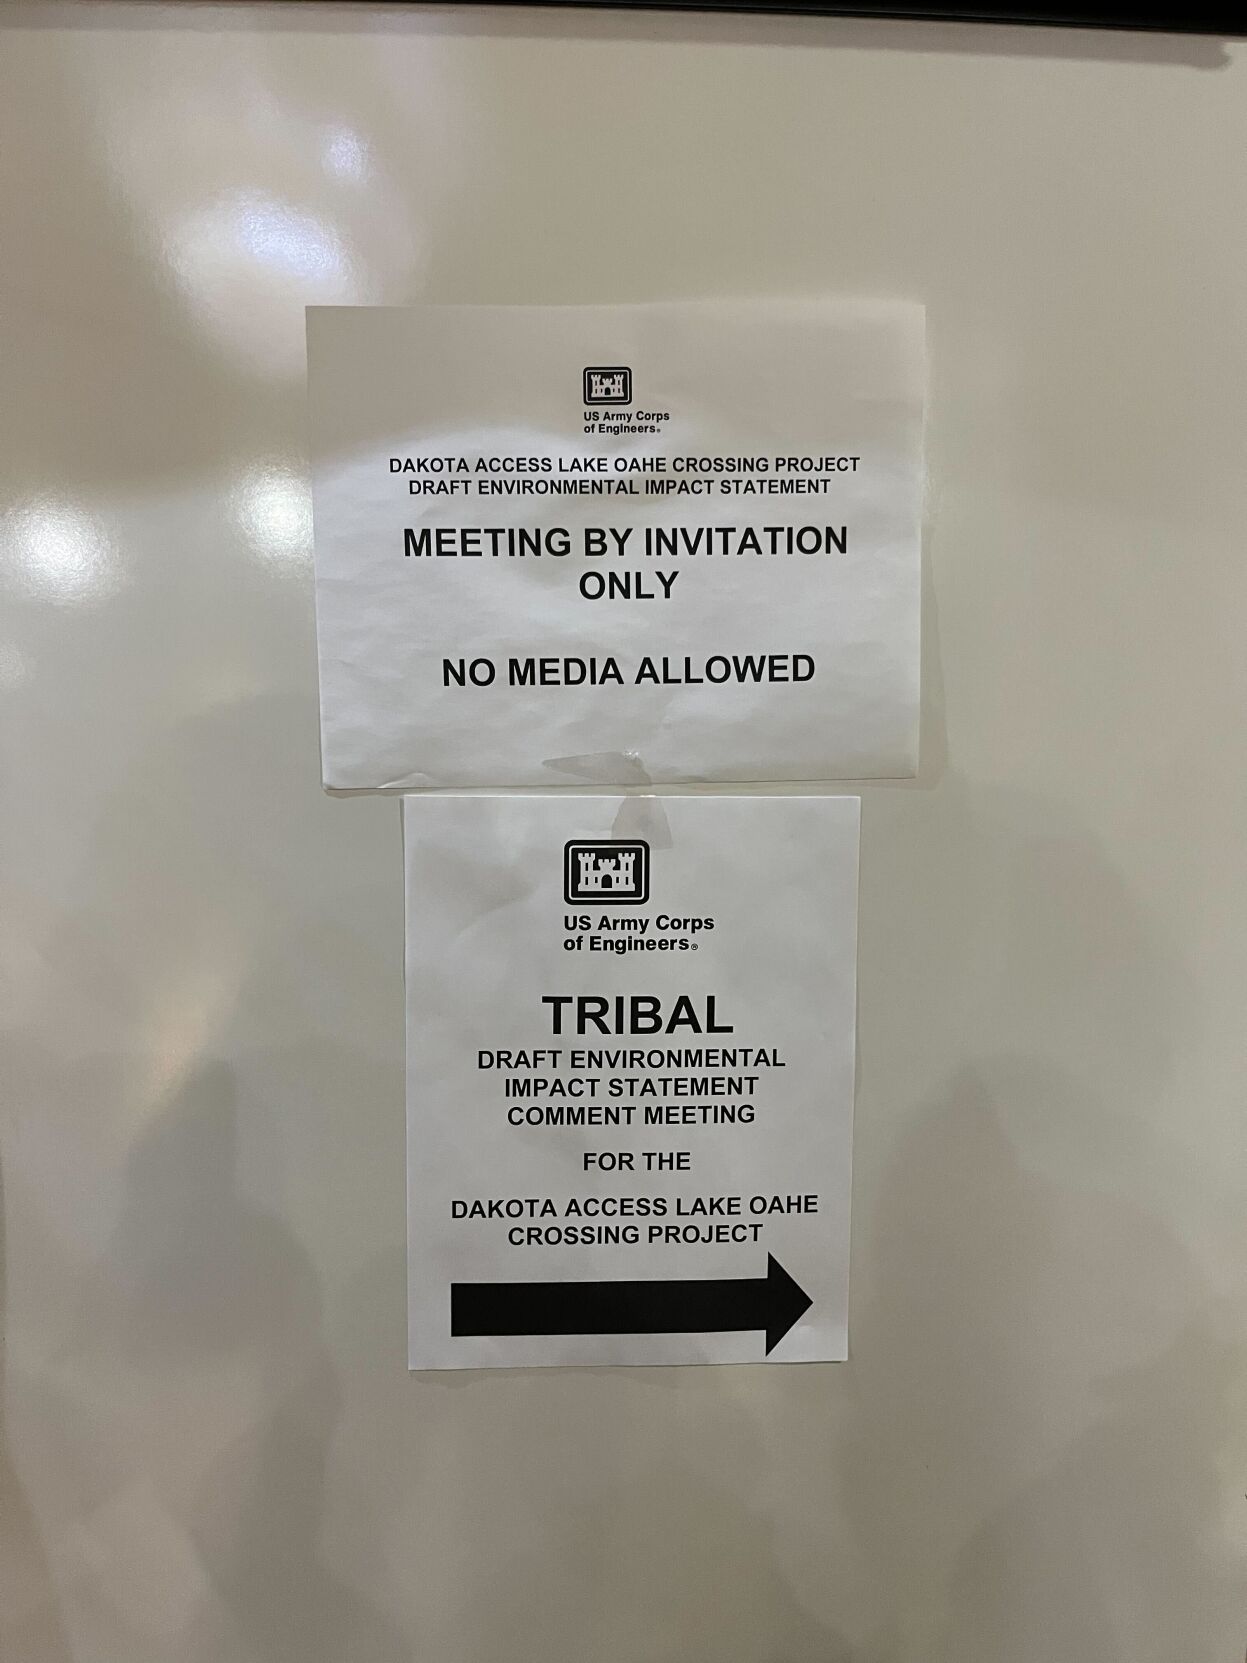 US Army Corps
of Engineers®
DAKOTA ACCESS LAKE OAHE CROSSING PROJECT
DRAFT ENVIRONMENTAL IMPACT STATEMENT
MEETING BY INVITATION
ONLY
NO MEDIA ALLOWED
US Army Corps
of Engineers®
TRIBAL
DRAFT ENVIRONMENTAL
IMPACT STATEMENT
COMMENT MEETING
FOR THE
DAKOTA ACCESS LAKE OAHE
CROSSING PROJECT